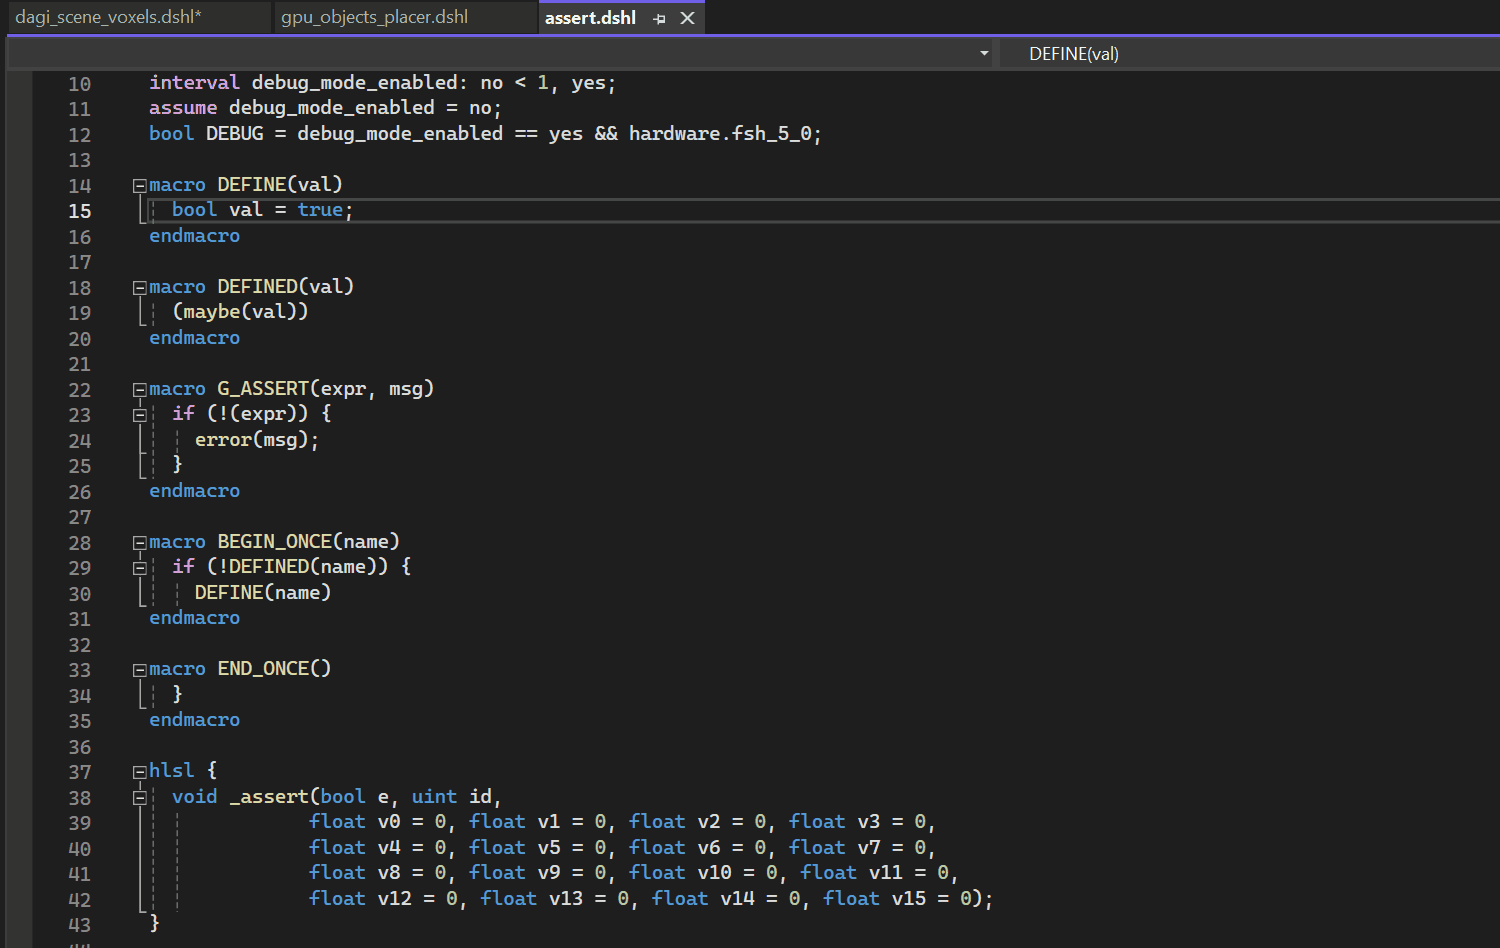 dagi_scene_voxels.dshl* gpu_objects_placer.dshl assert.dshl
DEFINE(val)
10 interval debug_mode_enabled: no < 1, yes;
11 assume debug_mode_enabled = no;
12 bool DEBUG = debug_mode_enabled == yes && hardware.fsh_5_0;
13
14 macro DEFINE(val)
15 bool val = true;
16 endmacro
17
18 macro DEFINED(val)
19 (maybe(val))
20 endmacro
21
22 macro G_ASSERT(expr, msg)
23 if (!(expr)) {
24 error(msg);
25 }
26 endmacro
27
28 macro BEGIN_ONCE(name)
29 if (!DEFINED(name)) {
30 DEFINE(name)
31 endmacro
32
33 macro END_ONCE()
34 }
35 endmacro
36
37 hlsl {
38 void _assert(bool e, uint id,
39 float v0 = 0, float v1 = 0, float v2 = 0, float v3 = 0,
40 float v4 = 0, float v5 = 0, float v6 = 0, float v7 = 0,
41 float v8 = 0, float v9 = 0, float v10 = 0, float v11 = 0,
42 float v12 = 0, float v13 = 0, float v14 = 0, float v15 = 0);
43 }